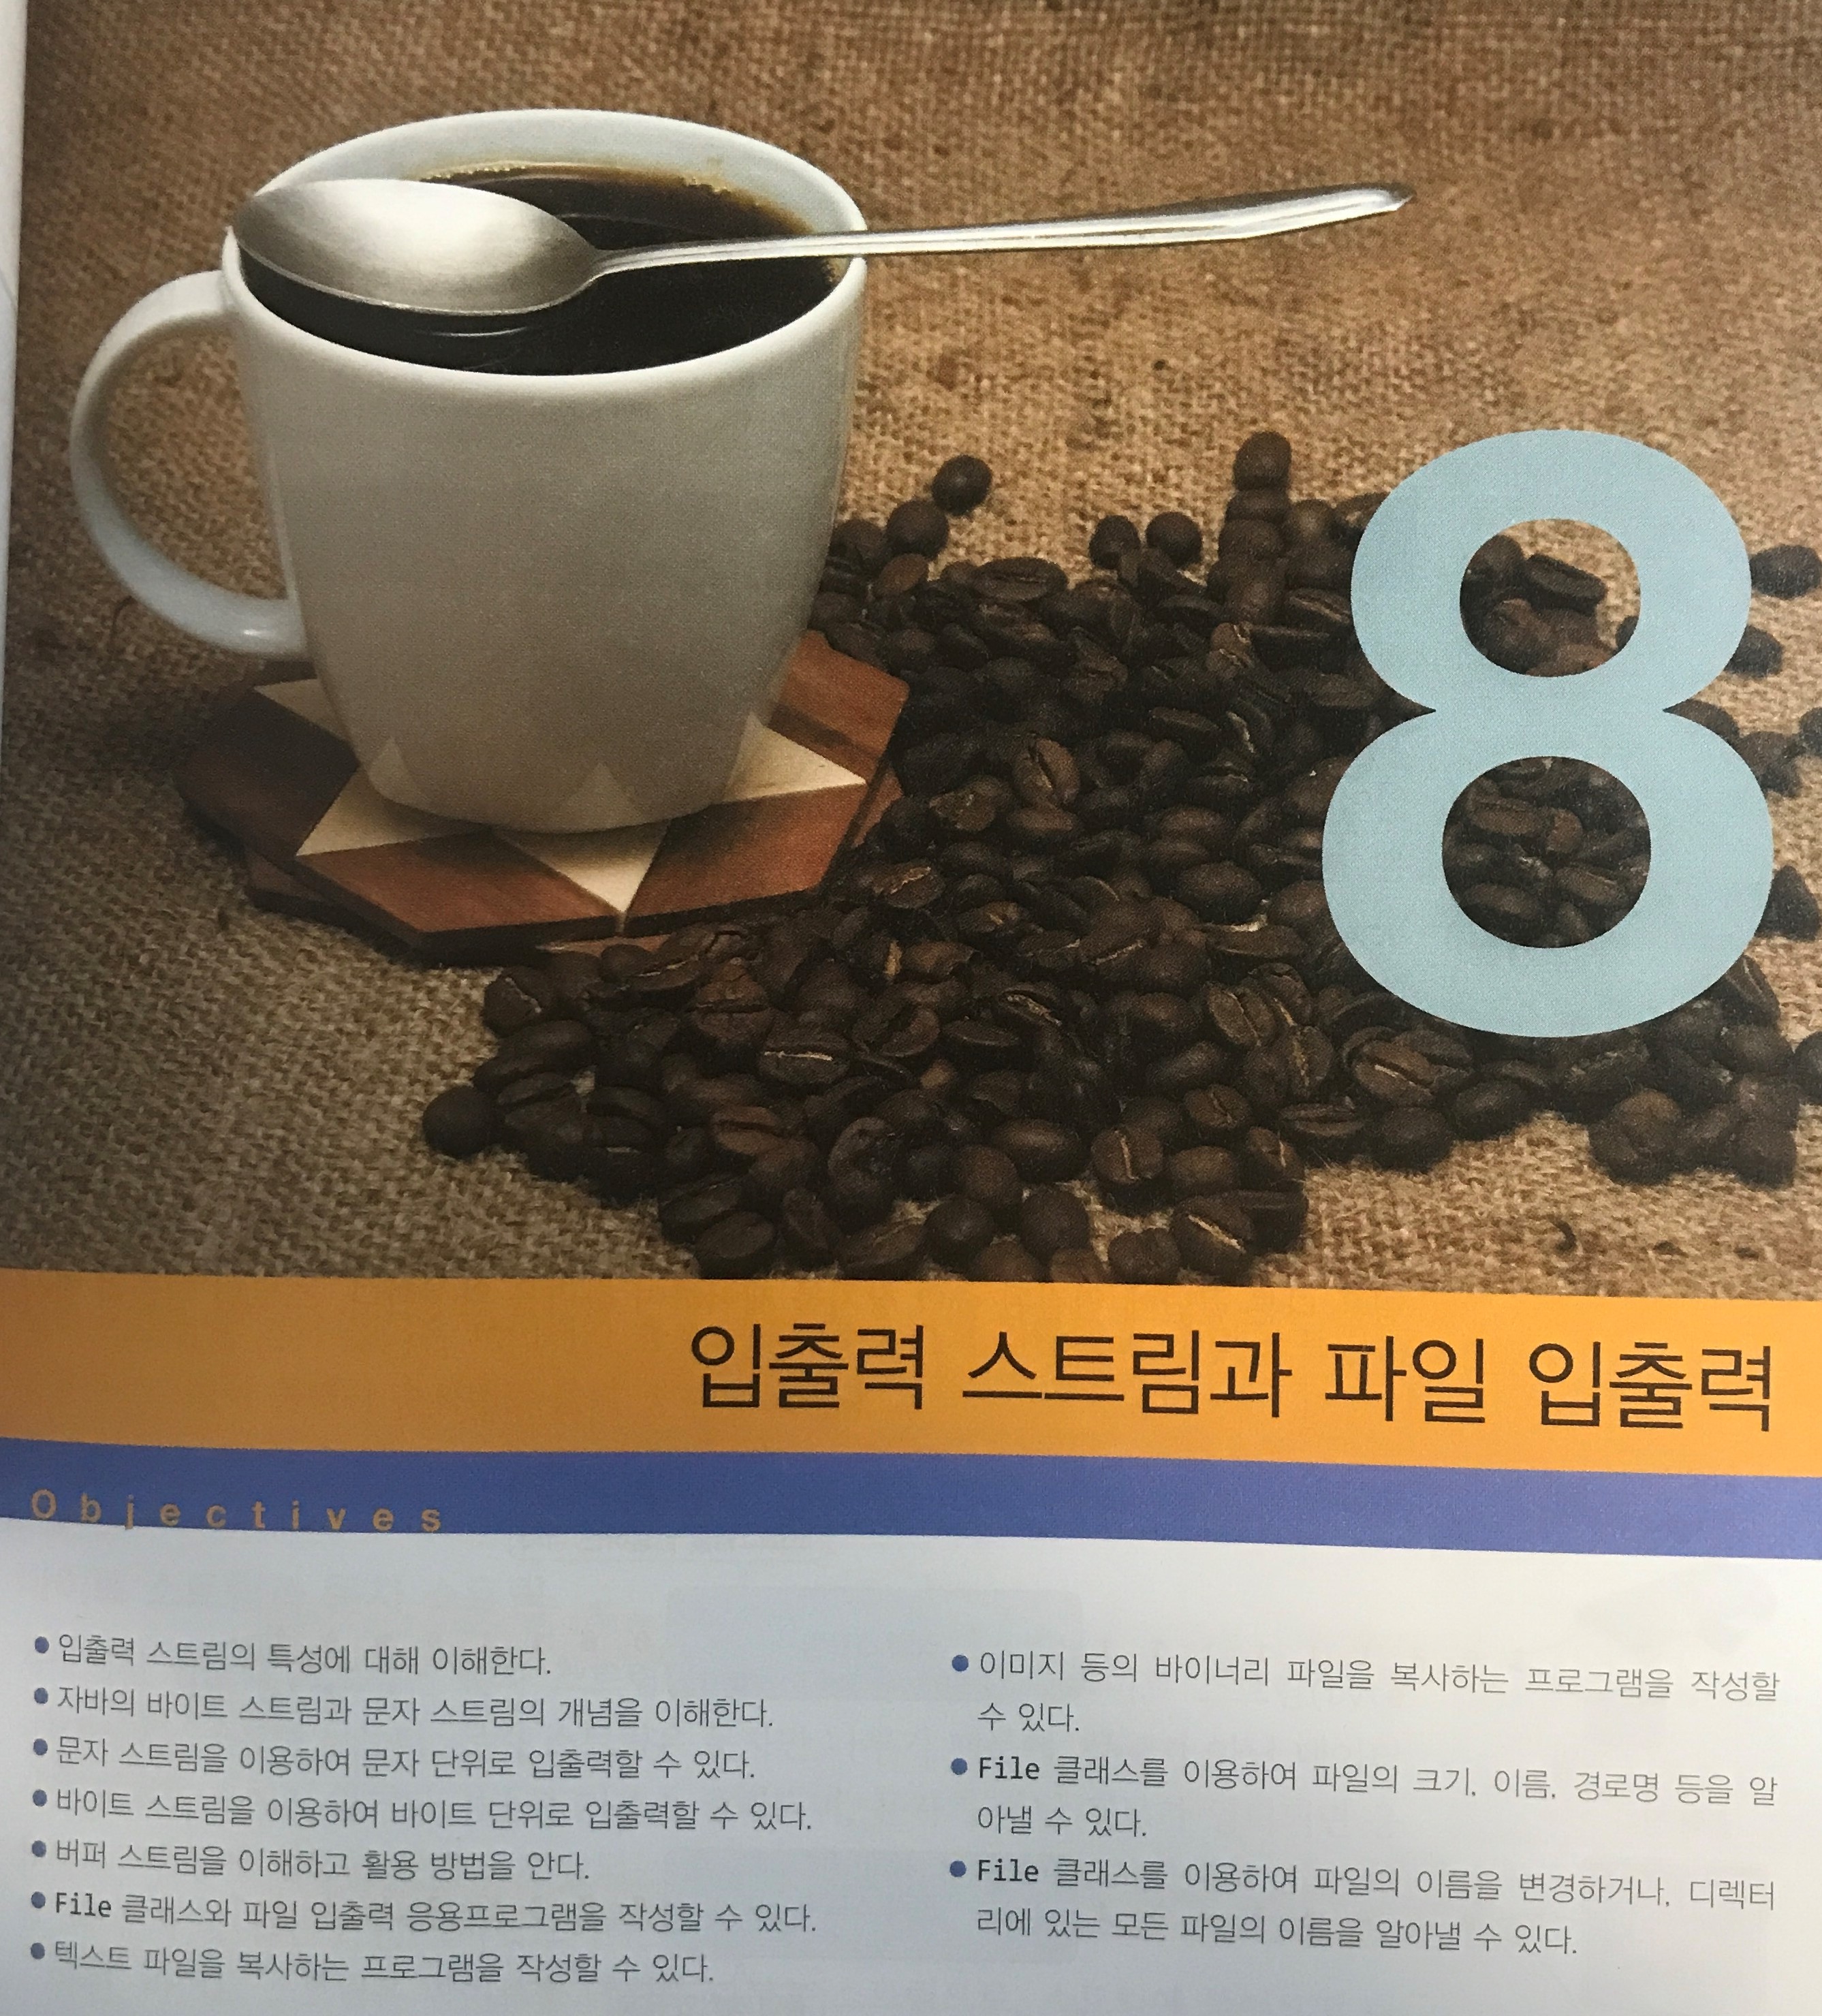 8
입출력 스트림과 파일 입출력
Objectives
● 입출력 스트림의 특성에 대해 이해한다.
● 자바의 바이트 스트림과 문자 스트림의 개념을 이해한다.
● 문자 스트림을 이용하여 문자 단위로 입출력할 수 있다.
● 바이트 스트림을 이용하여 바이트 단위로 입출력할 수 있다.
● 버퍼 스트림을 이해하고 활용 방법을 안다.
● File 클래스와 파일 입출력 응용프로그램을 작성할 수 있다.
● 텍스트 파일을 복사하는 프로그램을 작성할 수 있다.
● 이미지 등의 바이너리 파일을 복사하는 프로그램을 작성할
수 있다.
● File 클래스를 이용하여 파일의 크기, 이름, 경로명 등을 알
아낼 수 있다.
● File 클래스를 이용하여 파일의 이름을 변경하거나, 디렉터
리에 있는 모든 파일의 이름을 알아낼 수 있다.